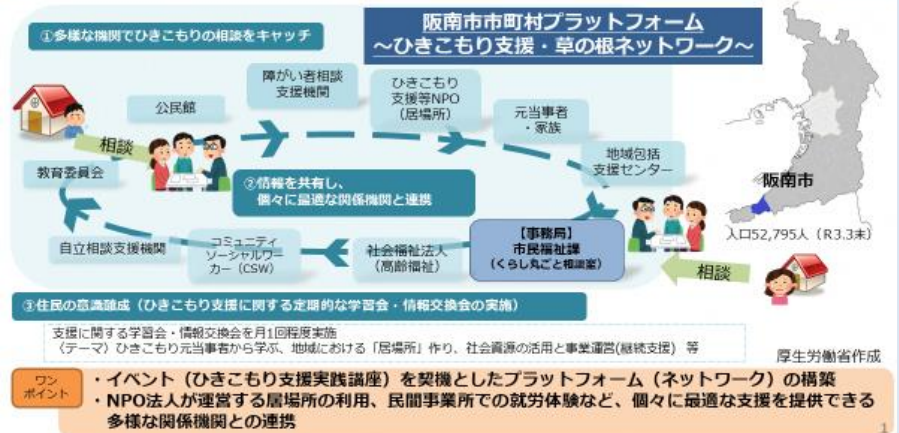 ①多様な機関でひきこもりの相談をキャッチ
阪南市市町村プラットフォーム
～ひきこもり支援・草の根ネットワーク～
障がい者相談
支援機関
ひきこもり
支援等NPO
(居場所)
公民館
元当事者
・家族
相談
地域包括
支援センター
教育委員会
②情報を共有し、
個々に最適な関係機関と連携
阪南市
人口52,795人（R3.3末）
自立相談支援機関
コミュニティ
ソーシャルワー
カー（CSW）
社会福祉法人
（高齢福祉）
【事務局】
市民福祉課
（くらし丸ごと相談室）
相談
③住民の意識醸成（ひきこもり支援に関する定期的な学習会・情報交換会の実施）
支援に関する学習会・情報交換会を月1回程度実施
〈テーマ〉ひきこもり元当事者から学ぶ、地域における「居場所」作り、社会資源の活用と事業運営(継続支援) 等
厚生労働省作成
ワン
ポイント
・イベント（ひきこもり支援実践講座）を契機としたプラットフォーム（ネットワーク）の構築
・NPO法人が運営する居場所の利用、民間事業所での就労体験など、個々に最適な支援を提供できる
多様な関係機関との連携
1